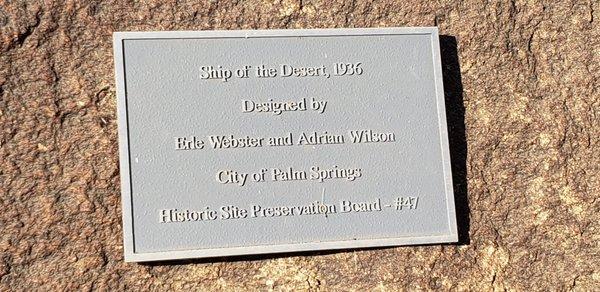 Ship of the Desert, 1936
Designed by
Erle Webster and Adrian Wilson
City of Palm Springs
Historic Site Preservation Board - #47